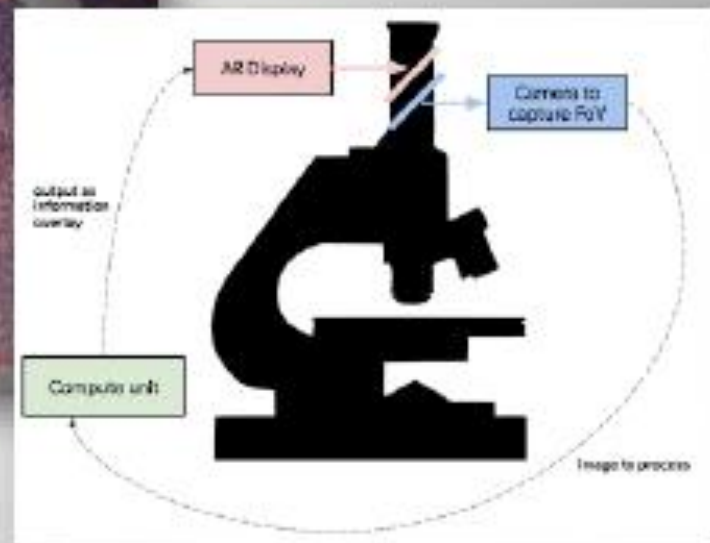 AR Display
Camera to
capture FoV
output as
information
overlay
Compute unit
Image to process